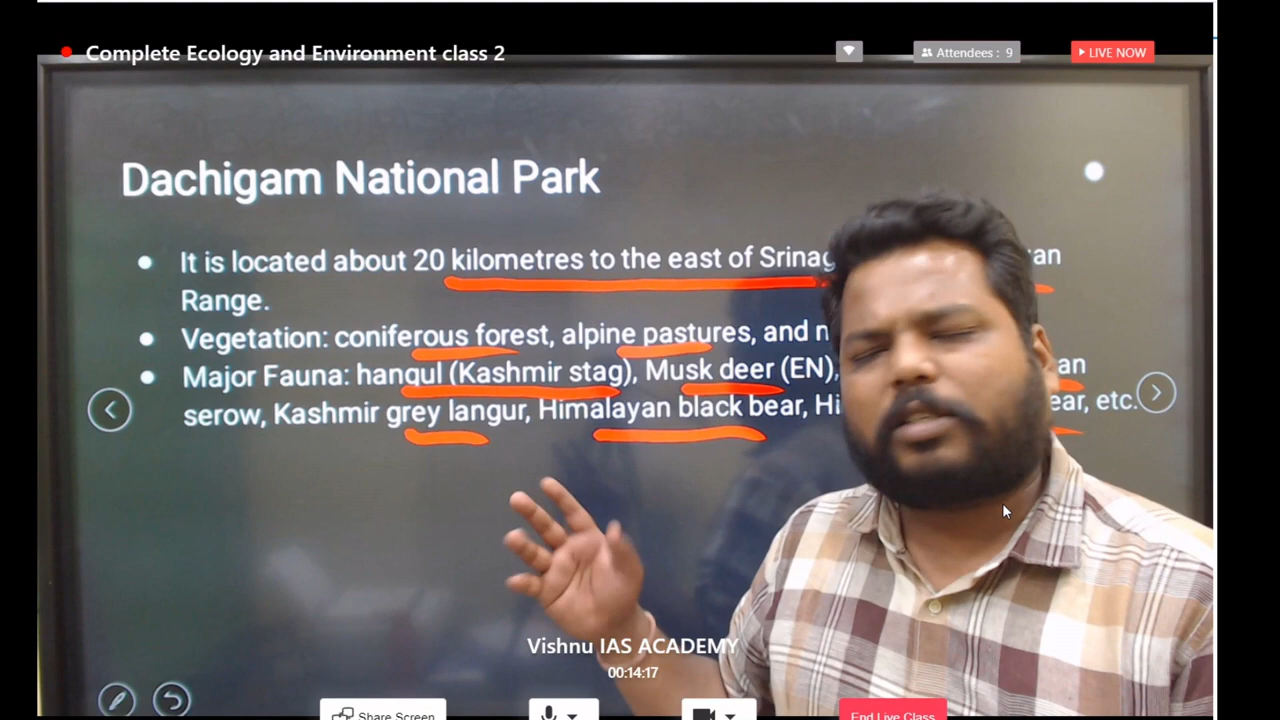 Complete Ecology and Environment class 2
Attendees : 9
LIVE NOW
Dachigam National Park
It is located about 20 kilometres to the east of
Range.
Vegetation: coniferous forest, alpine pastures, and
Major Fauna: hangul (Kashmir stag), Musk deer (EN),
serow, Kashmir grey langur, Himalayan black bear, etc.
Vishnu IAS ACADEMY
00:14:17
Share Screen
End Live Class